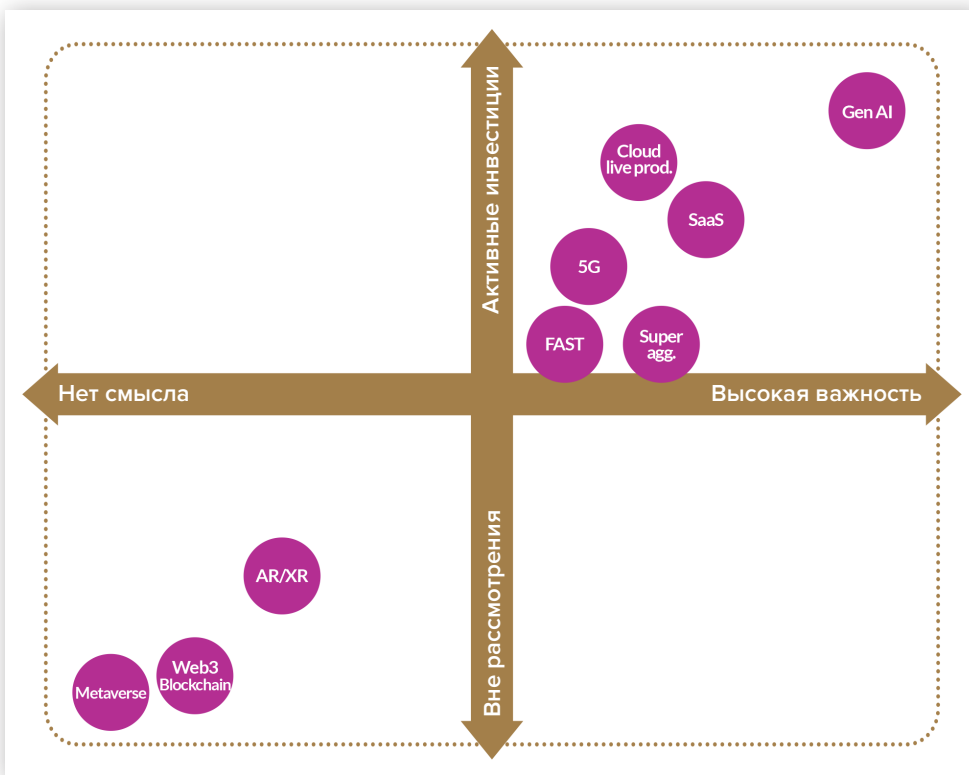 Активные инвестиции
Gen AI
Cloud
live prod.
SaaS
5G
FAST
Super
agg.
Нет смысла
Высокая важность
Вне рассмотрения
AR/XR
Web3
Blockchain
Metaverse